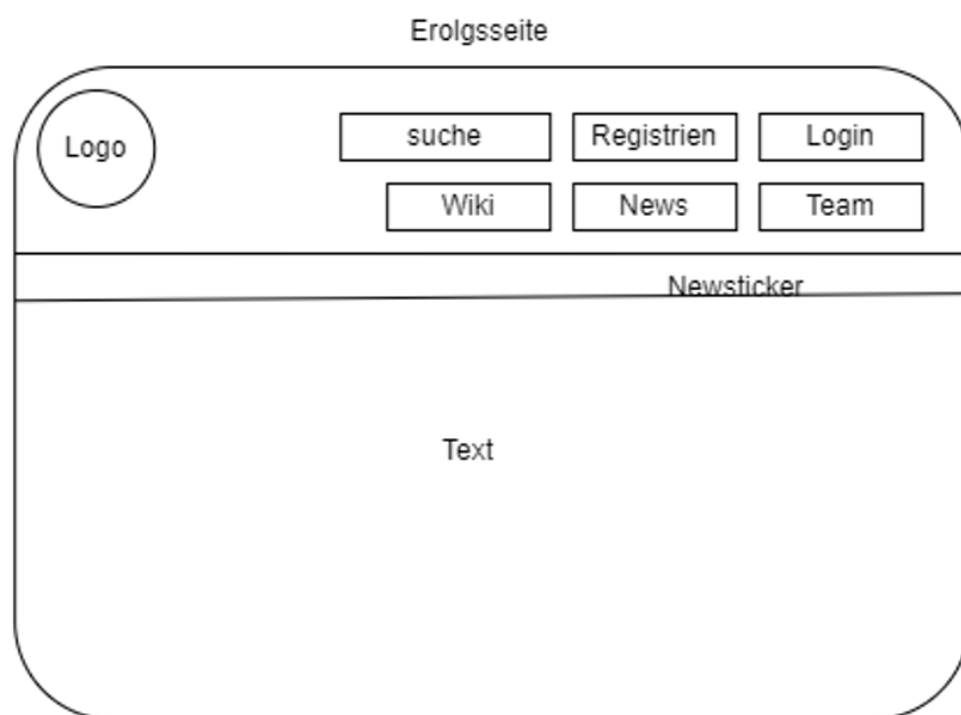 Erolgsseite
Logo
suche
Registrien
Login
Wiki
News
Team
Newsticker
Text